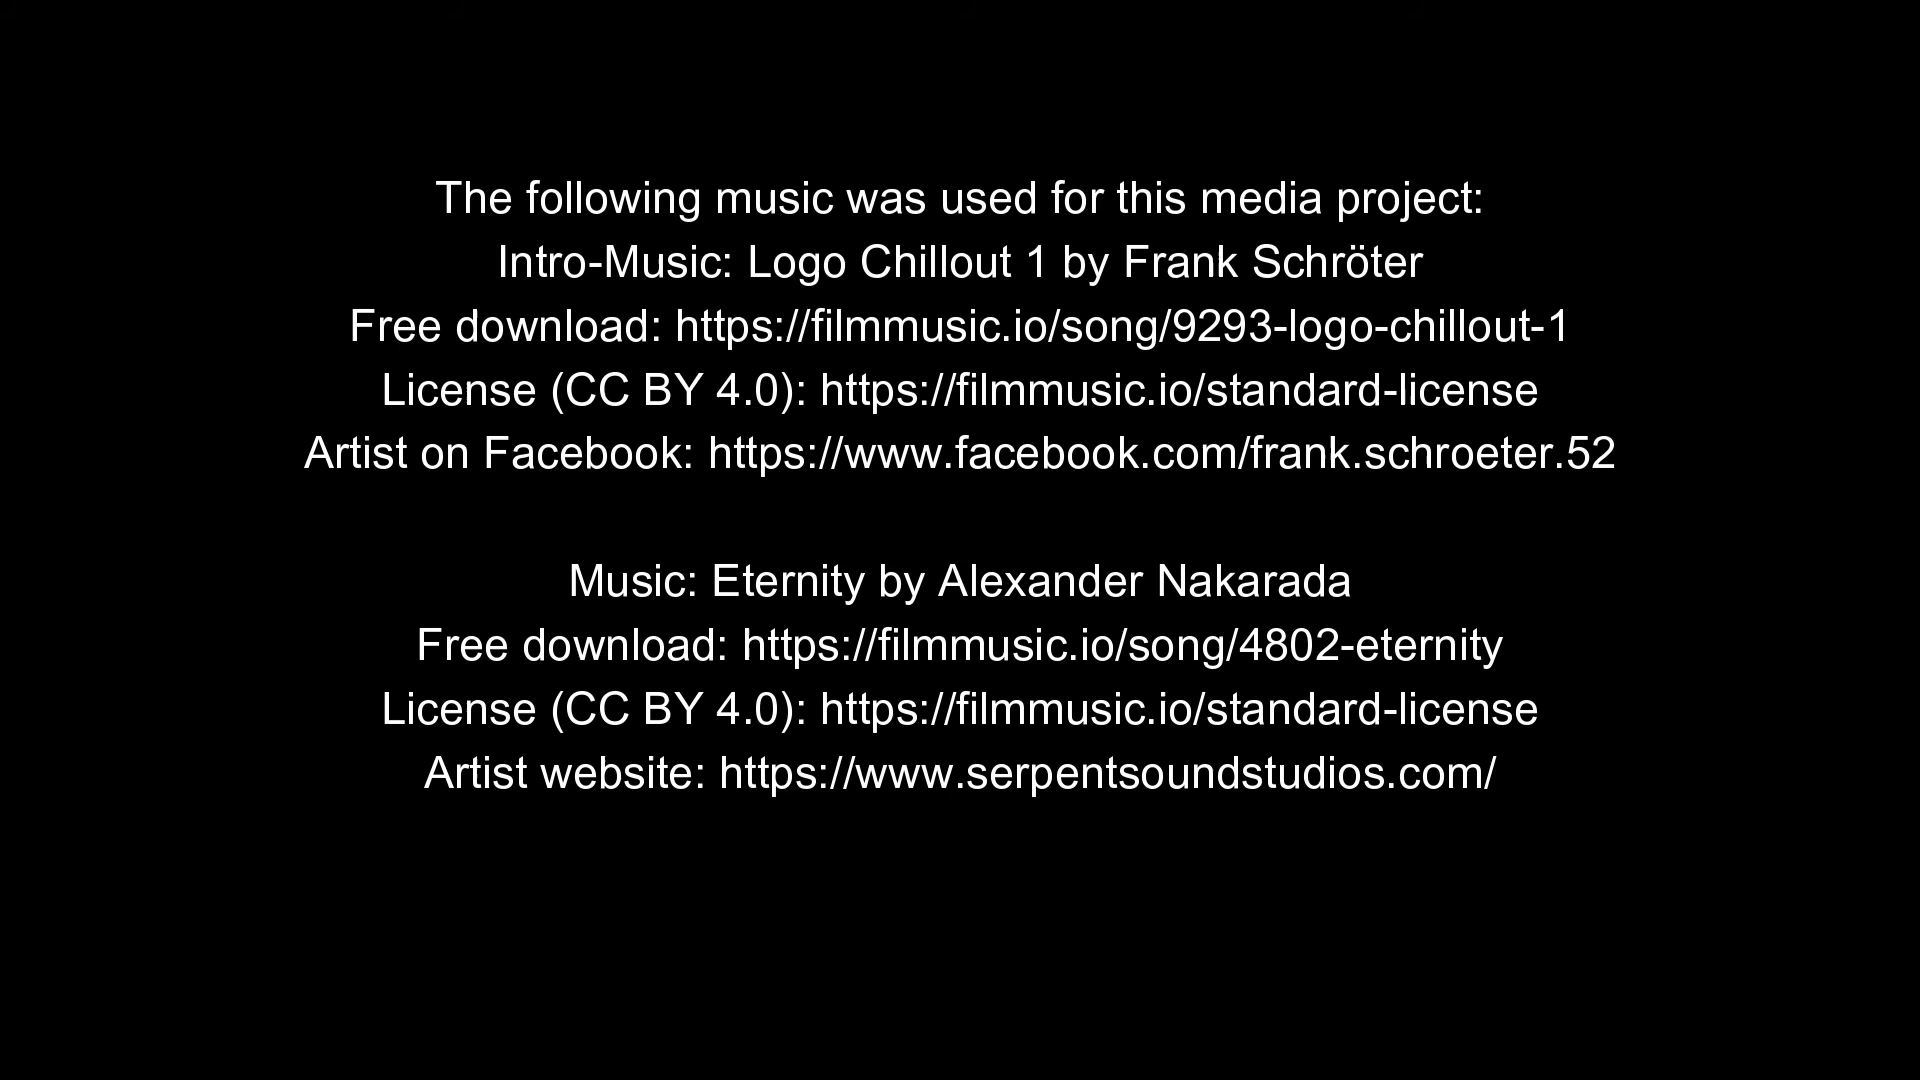 The following music was used for this media project:
Intro-Music: Logo Chillout 1 by Frank Schröter
Free download: https://filmmusic.io/song/9293-logo-chillout-1
License (CC BY 4.0): https://filmmusic.io/standard-license
Artist on Facebook: https://www.facebook.com/frank.schroeter.52
Music: Eternity by Alexander Nakarada
Free download: https://filmmusic.io/song/4802-eternity
License (CC BY 4.0): https://filmmusic.io/standard-license
Artist website: https://www.serpentsoundstudios.com/